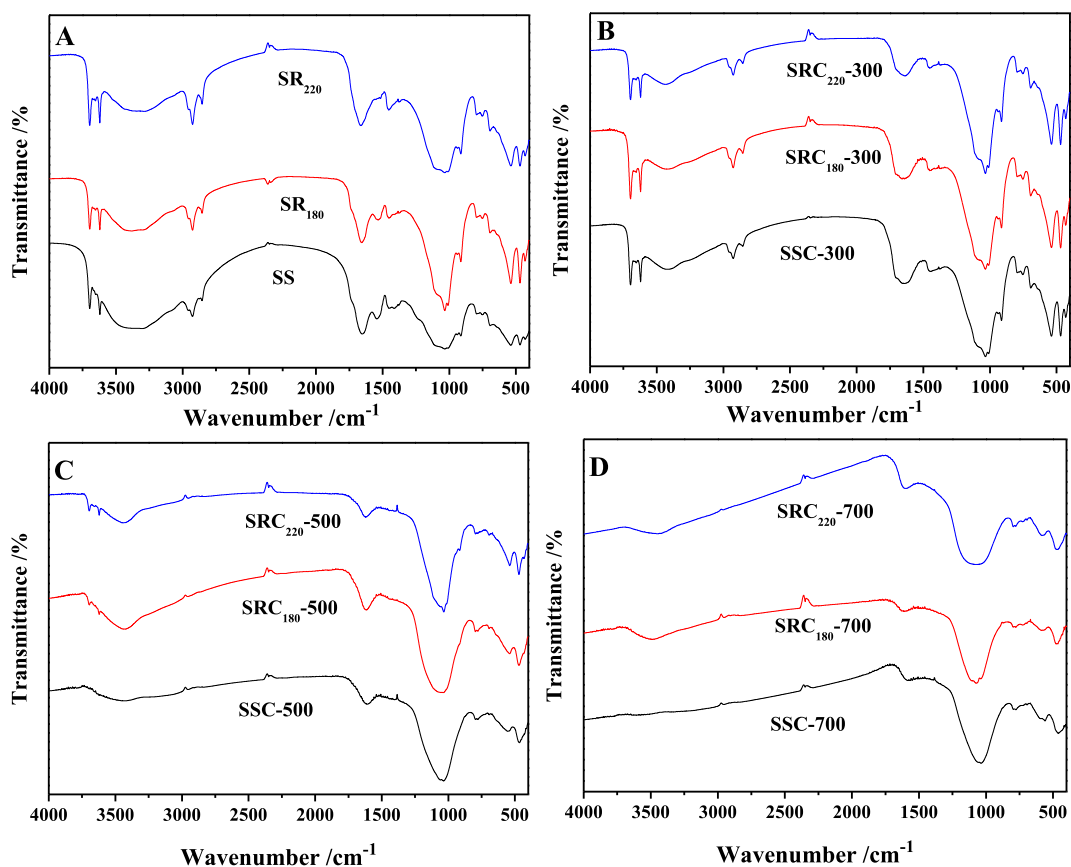 A
SR₂₂₀
SR₁₈₀
SS
Transmittance /%
4000 3500 3000 2500 2000 1500 1000 500
Wavenumber /cm⁻¹
B
SRC₂₂₀-300
SRC₁₈₀-300
SSC-300
Transmittance /%
4000 3500 3000 2500 2000 1500 1000 500
Wavenumber /cm⁻¹
C
SRC₂₂₀-500
SRC₁₈₀-500
SSC-500
Transmittance /%
4000 3500 3000 2500 2000 1500 1000 500
Wavenumber /cm⁻¹
D
SRC₂₂₀-700
SRC₁₈₀-700
SSC-700
Transmittance /%
4000 3500 3000 2500 2000 1500 1000 500
Wavenumber /cm⁻¹